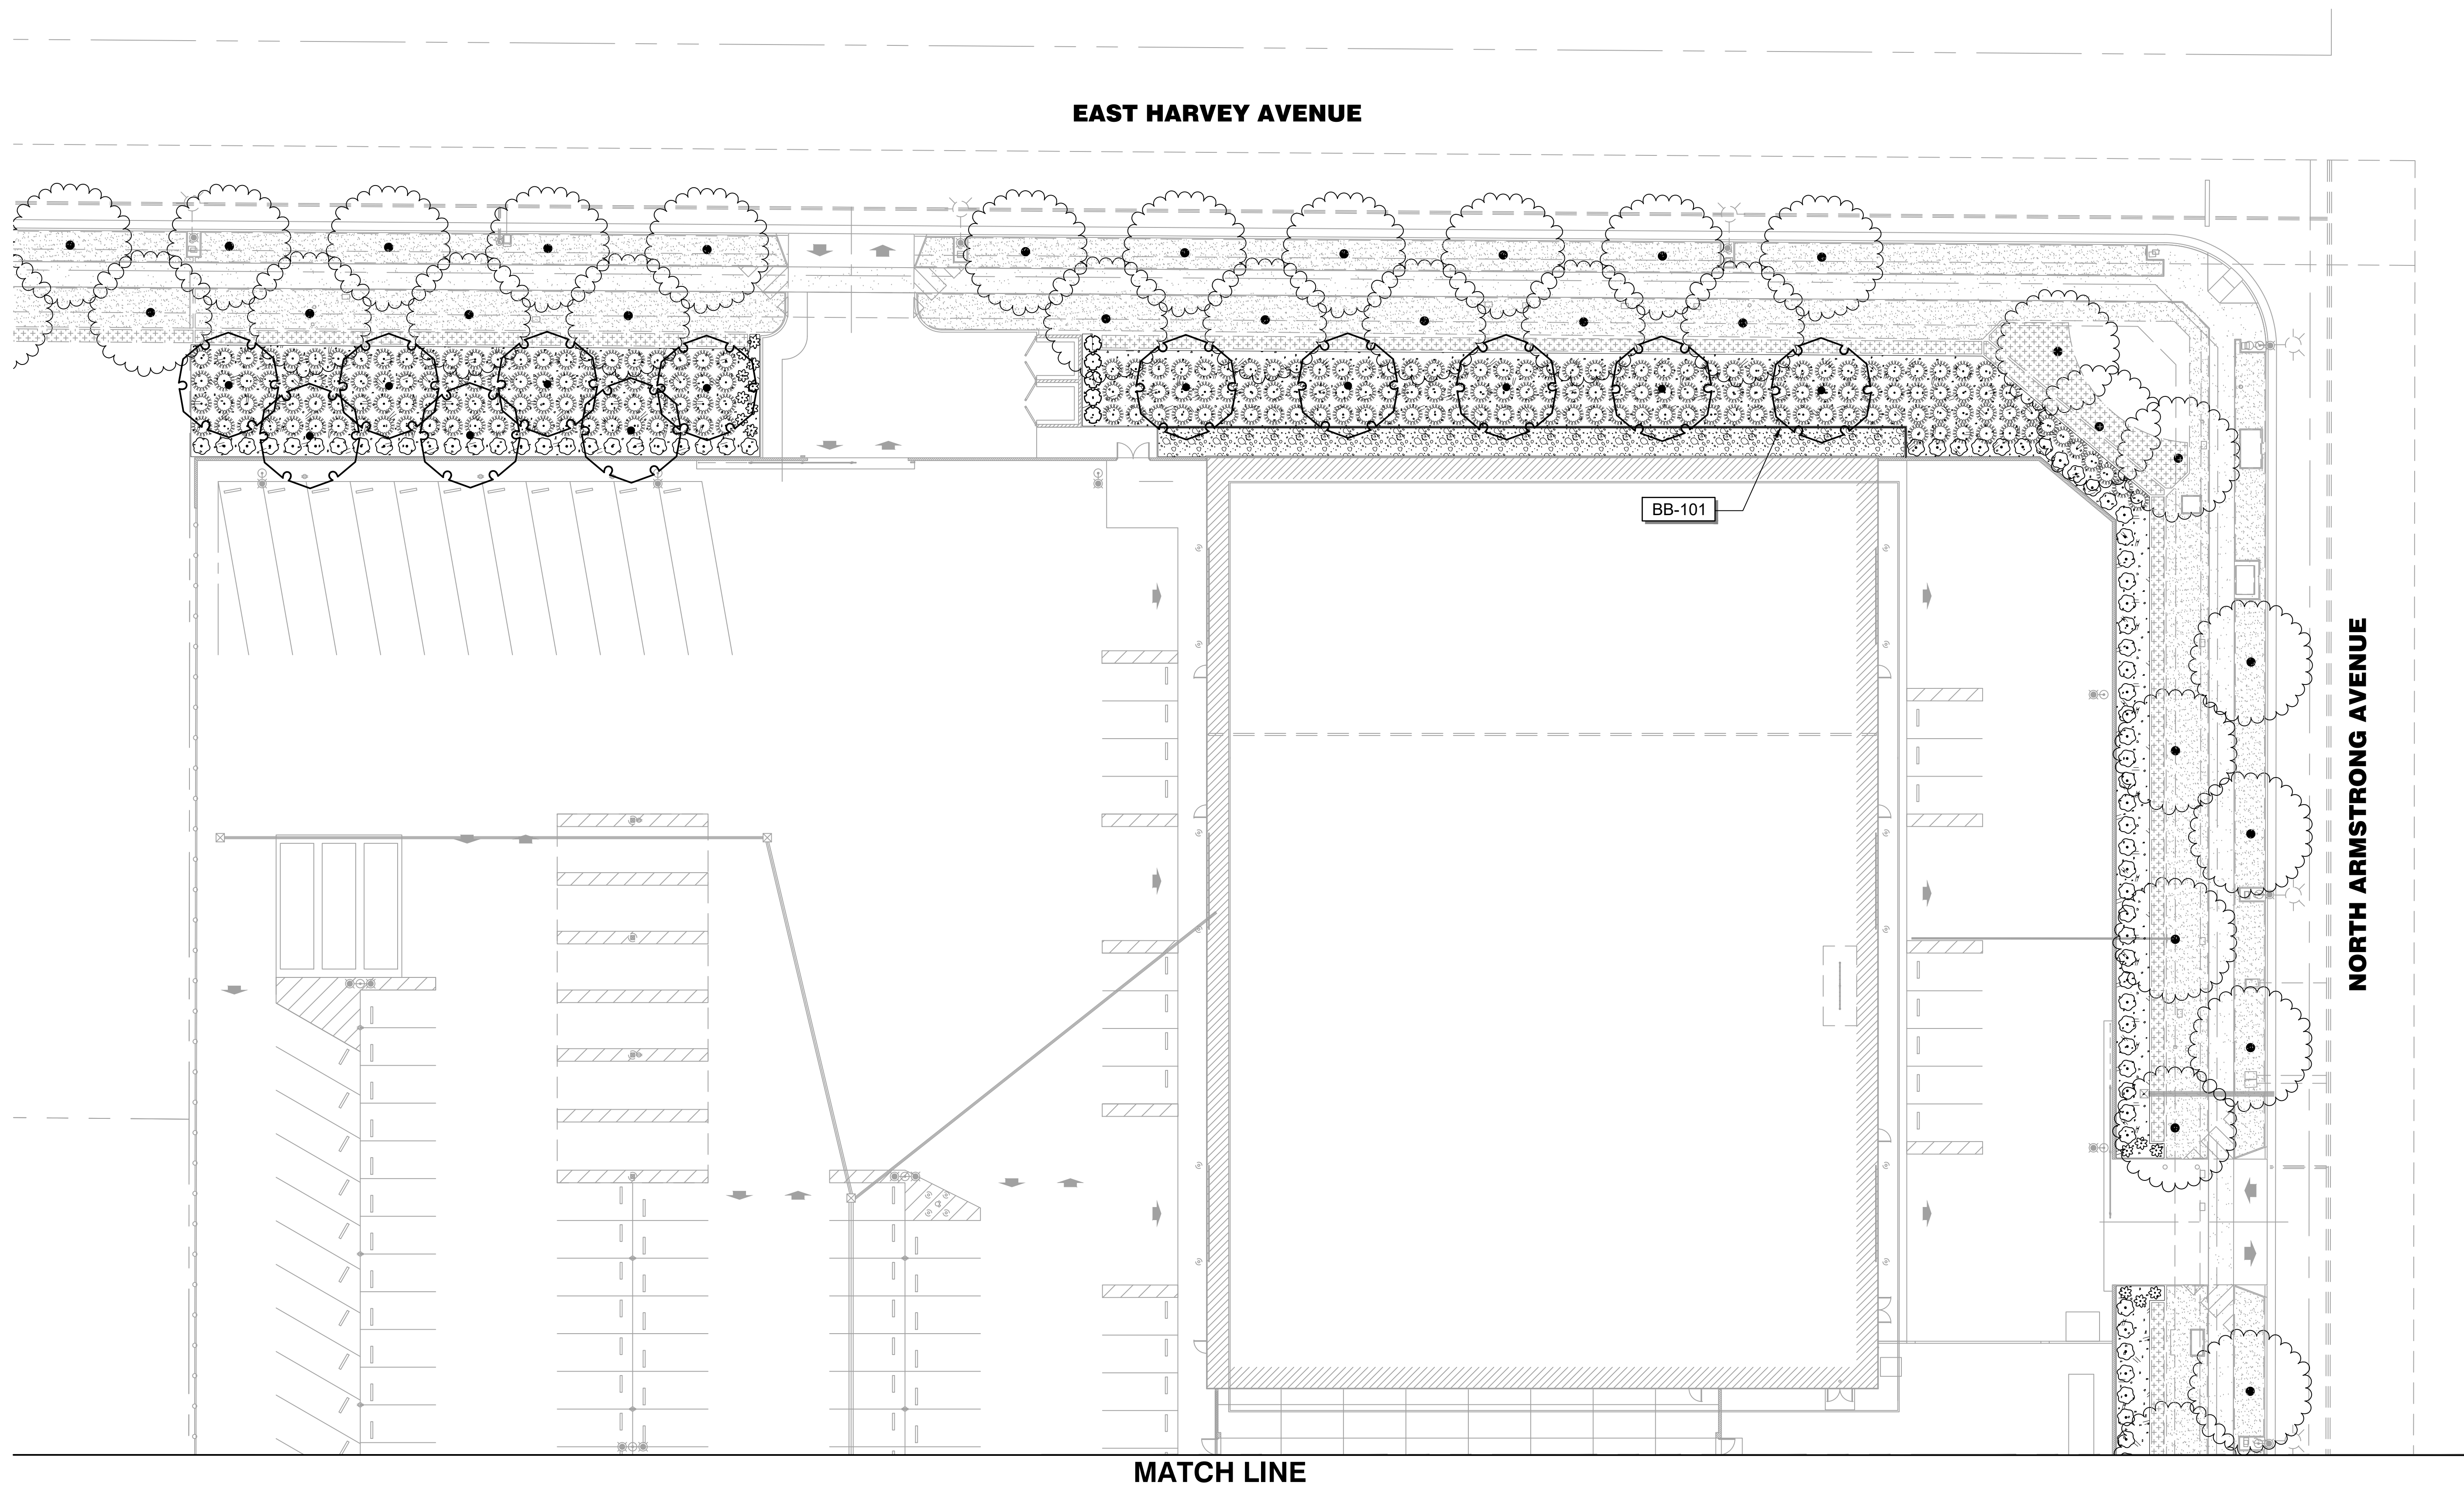 EAST HARVEY AVENUE
BB-101
NORTH ARMSTRONG AVENUE
MATCH LINE